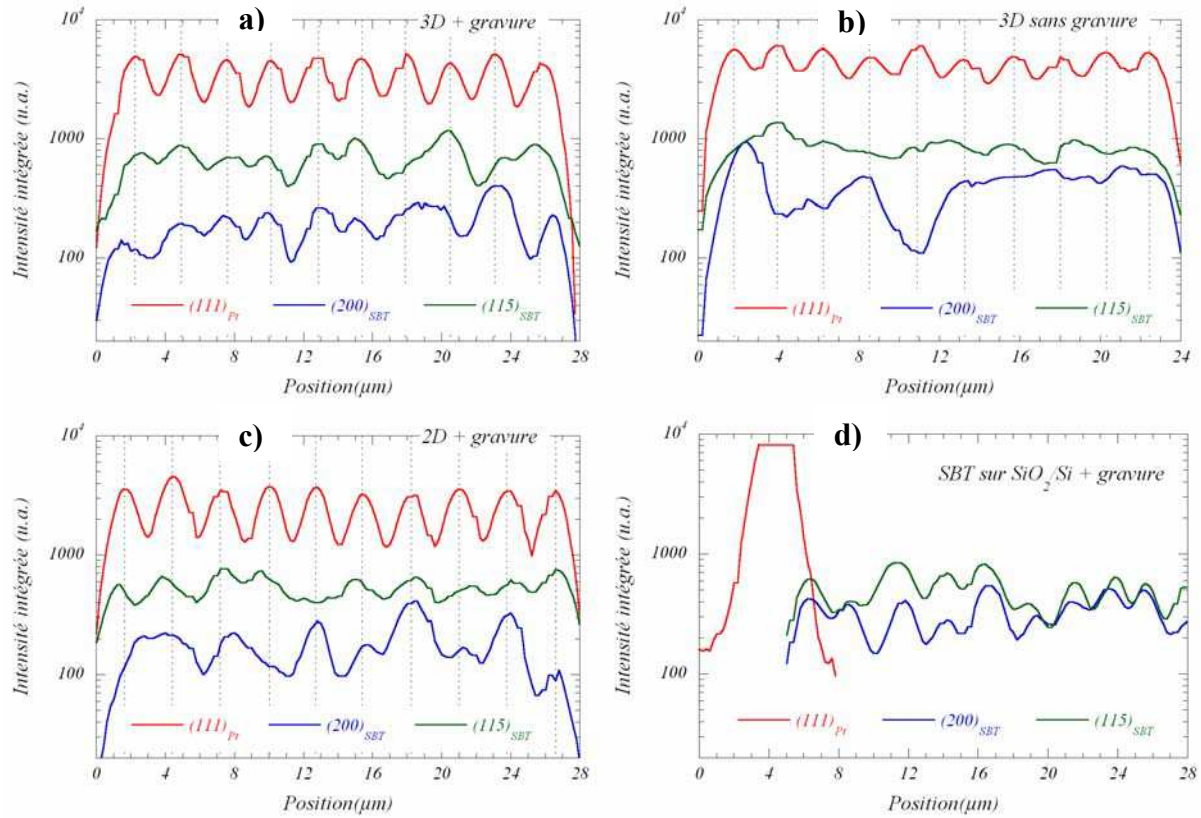 a)
3D + gravure
10⁴
1000
100
Intensité intégrée (u.a.)
(111)Pt
(200)SBT
(115)SBT
0 4 8 12 16 20 24 28
Position(µm)
b)
3D sans gravure
10⁴
1000
100
Intensité intégrée (u.a.)
(111)Pt
(200)SBT
(115)SBT
0 4 8 12 16 20 24
Position(µm)
c)
2D + gravure
10⁴
1000
100
Intensité intégrée (u.a.)
(111)Pt
(200)SBT
(115)SBT
0 4 8 12 16 20 24 28
Position(µm)
d)
SBT sur SiO₂/Si + gravure
10⁴
1000
100
Intensité intégrée (u.a.)
(111)Pt
(200)SBT
(115)SBT
0 4 8 12 16 20 24 28
Position(µm)